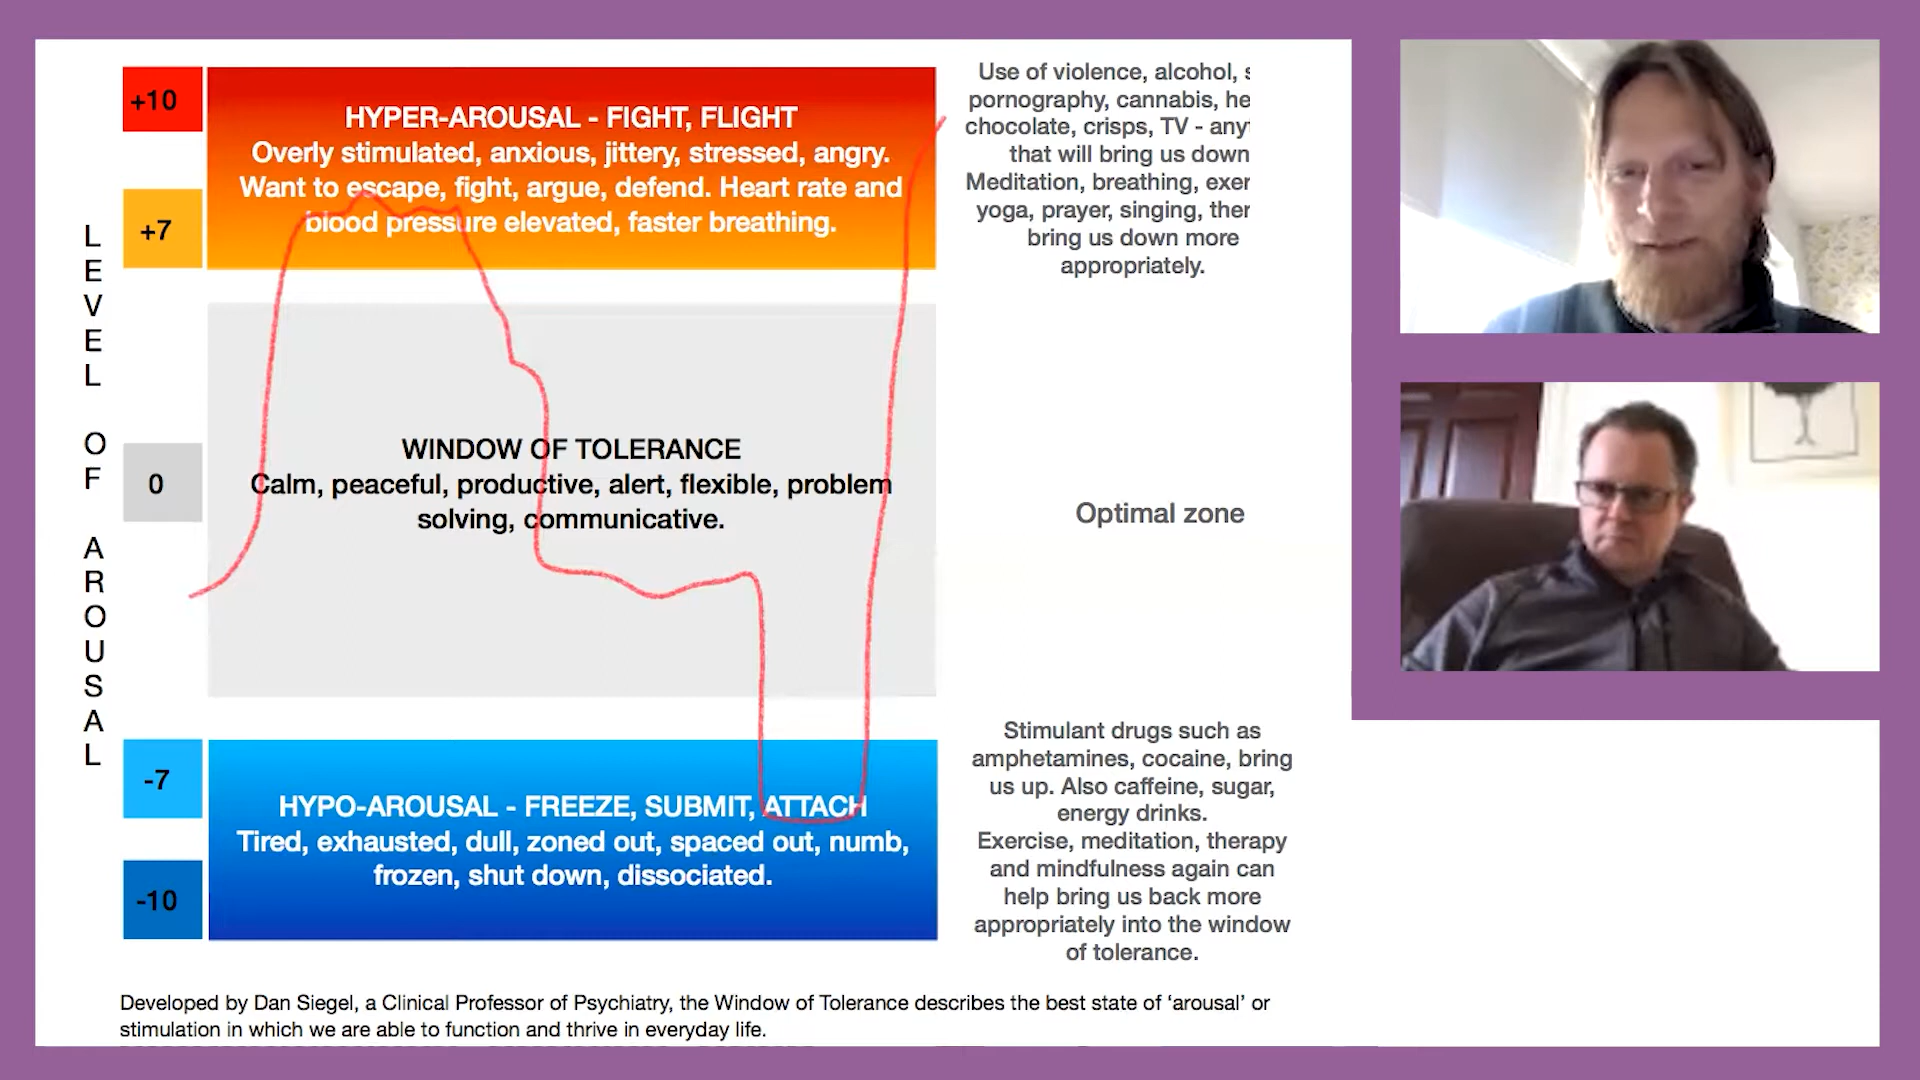 +10
HYPER-AROUSAL - FIGHT, FLIGHT
Overly stimulated, anxious, jittery, stressed, angry.
Want to escape, fight, argue, defend. Heart rate and
blood pressure elevated, faster breathing.
+7
Use of violence, alcohol,
pornography, cannabis,
chocolate, crisps, TV -
that will bring us down
Meditation, breathing,
yoga, prayer, singing,
bring us down more
appropriately.
LEVEL OF AROUSAL
0
WINDOW OF TOLERANCE
Calm, peaceful, productive, alert, flexible, problem
solving, communicative.
Optimal zone
-7
HYPO-AROUSAL - FREEZE, SUBMIT, ATTACH
Tired, exhausted, dull, zoned out, spaced out, numb,
frozen, shut down, dissociated.
-10
Stimulant drugs such as
amphetamines, cocaine, bring
us up. Also caffeine, sugar,
energy drinks.
Exercise, meditation, therapy
and mindfulness again can
help bring us back more
appropriately into the window
of tolerance.
Developed by Dan Siegel, a Clinical Professor of Psychiatry, the Window of Tolerance describes the best state of ‘arousal’ or
stimulation in which we are able to function and thrive in everyday life.